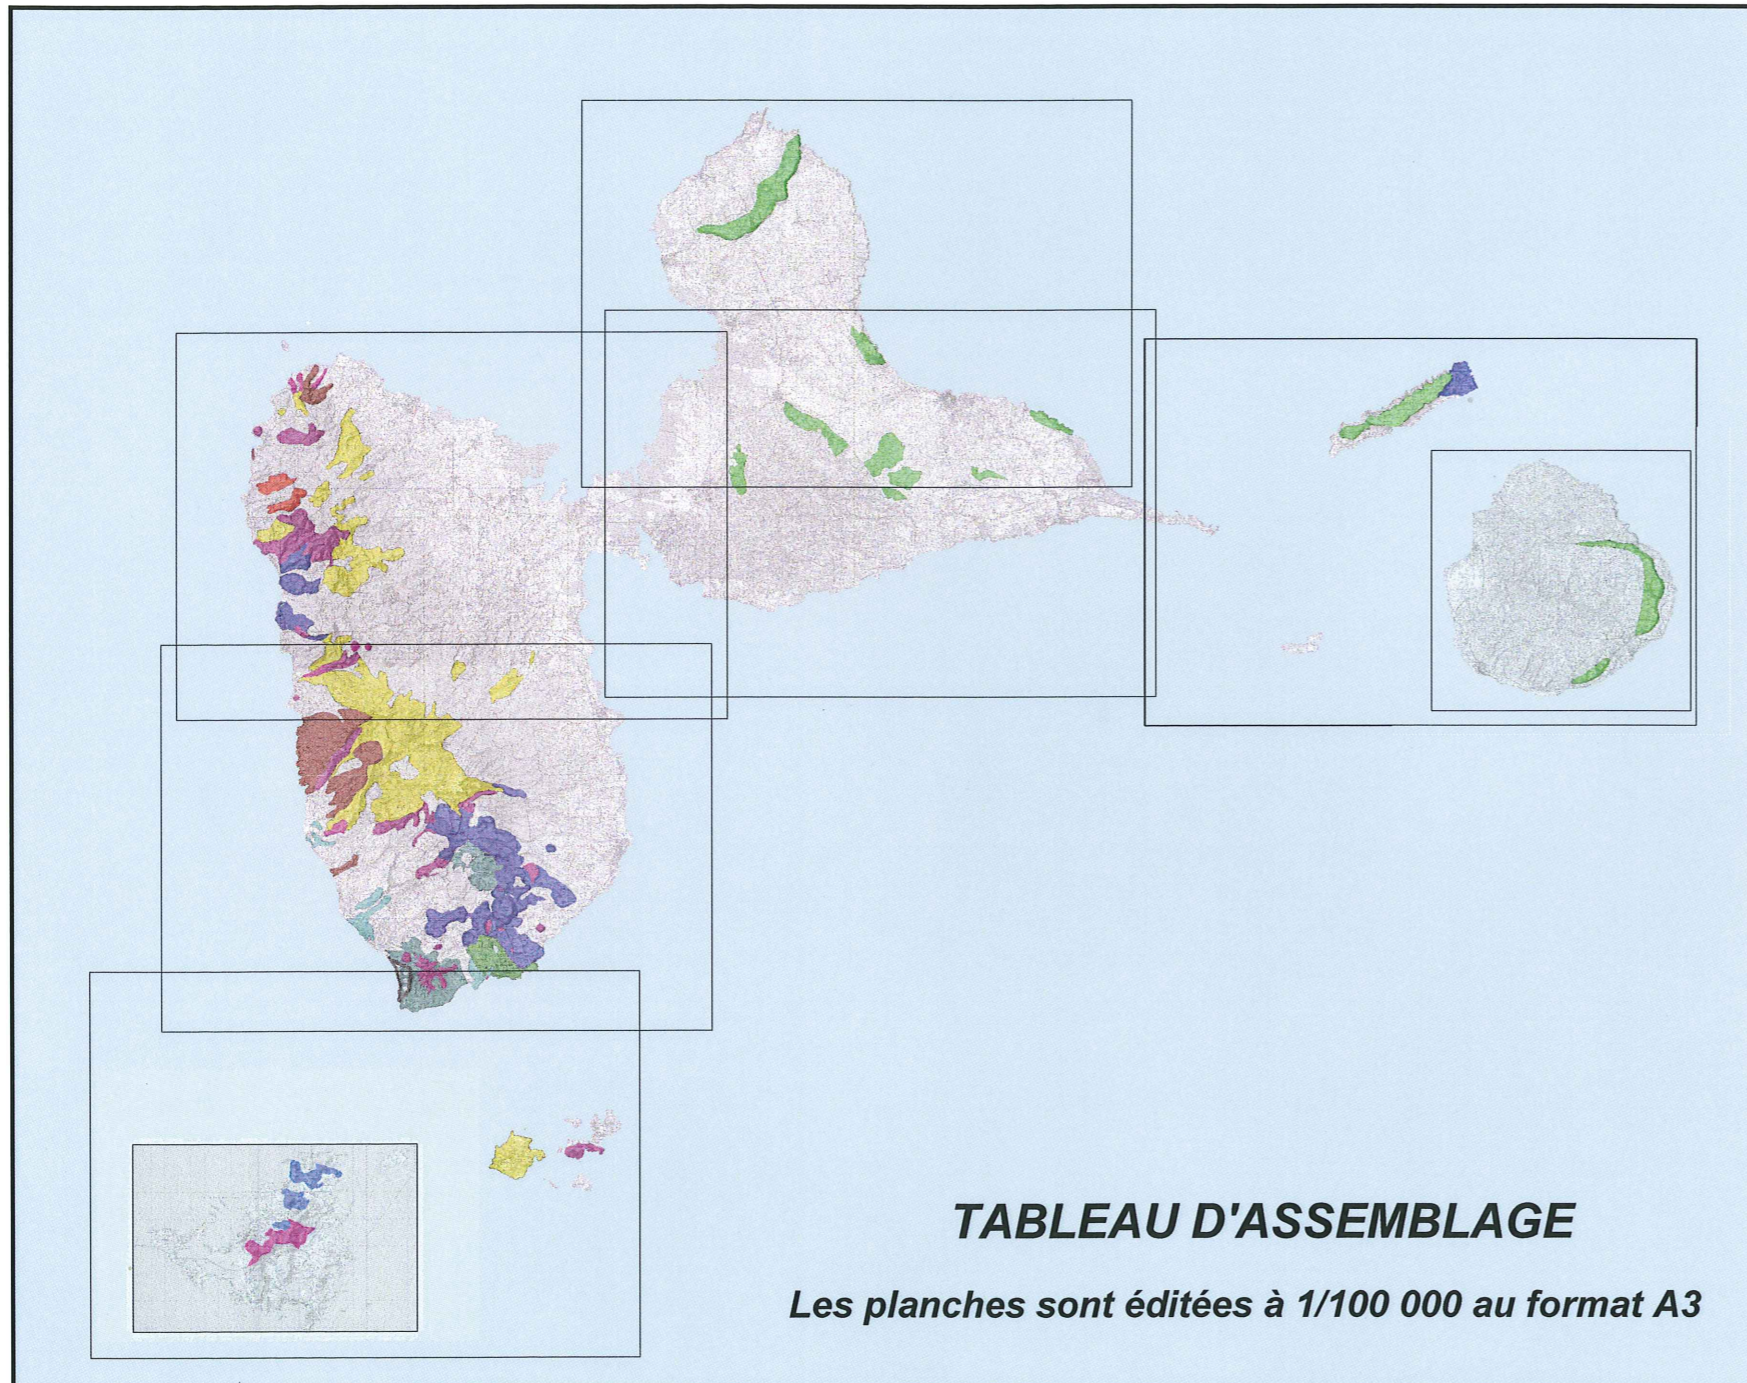 TABLEAU D'ASSEMBLAGE
Les planches sont éditées à 1/100 000 au format A3